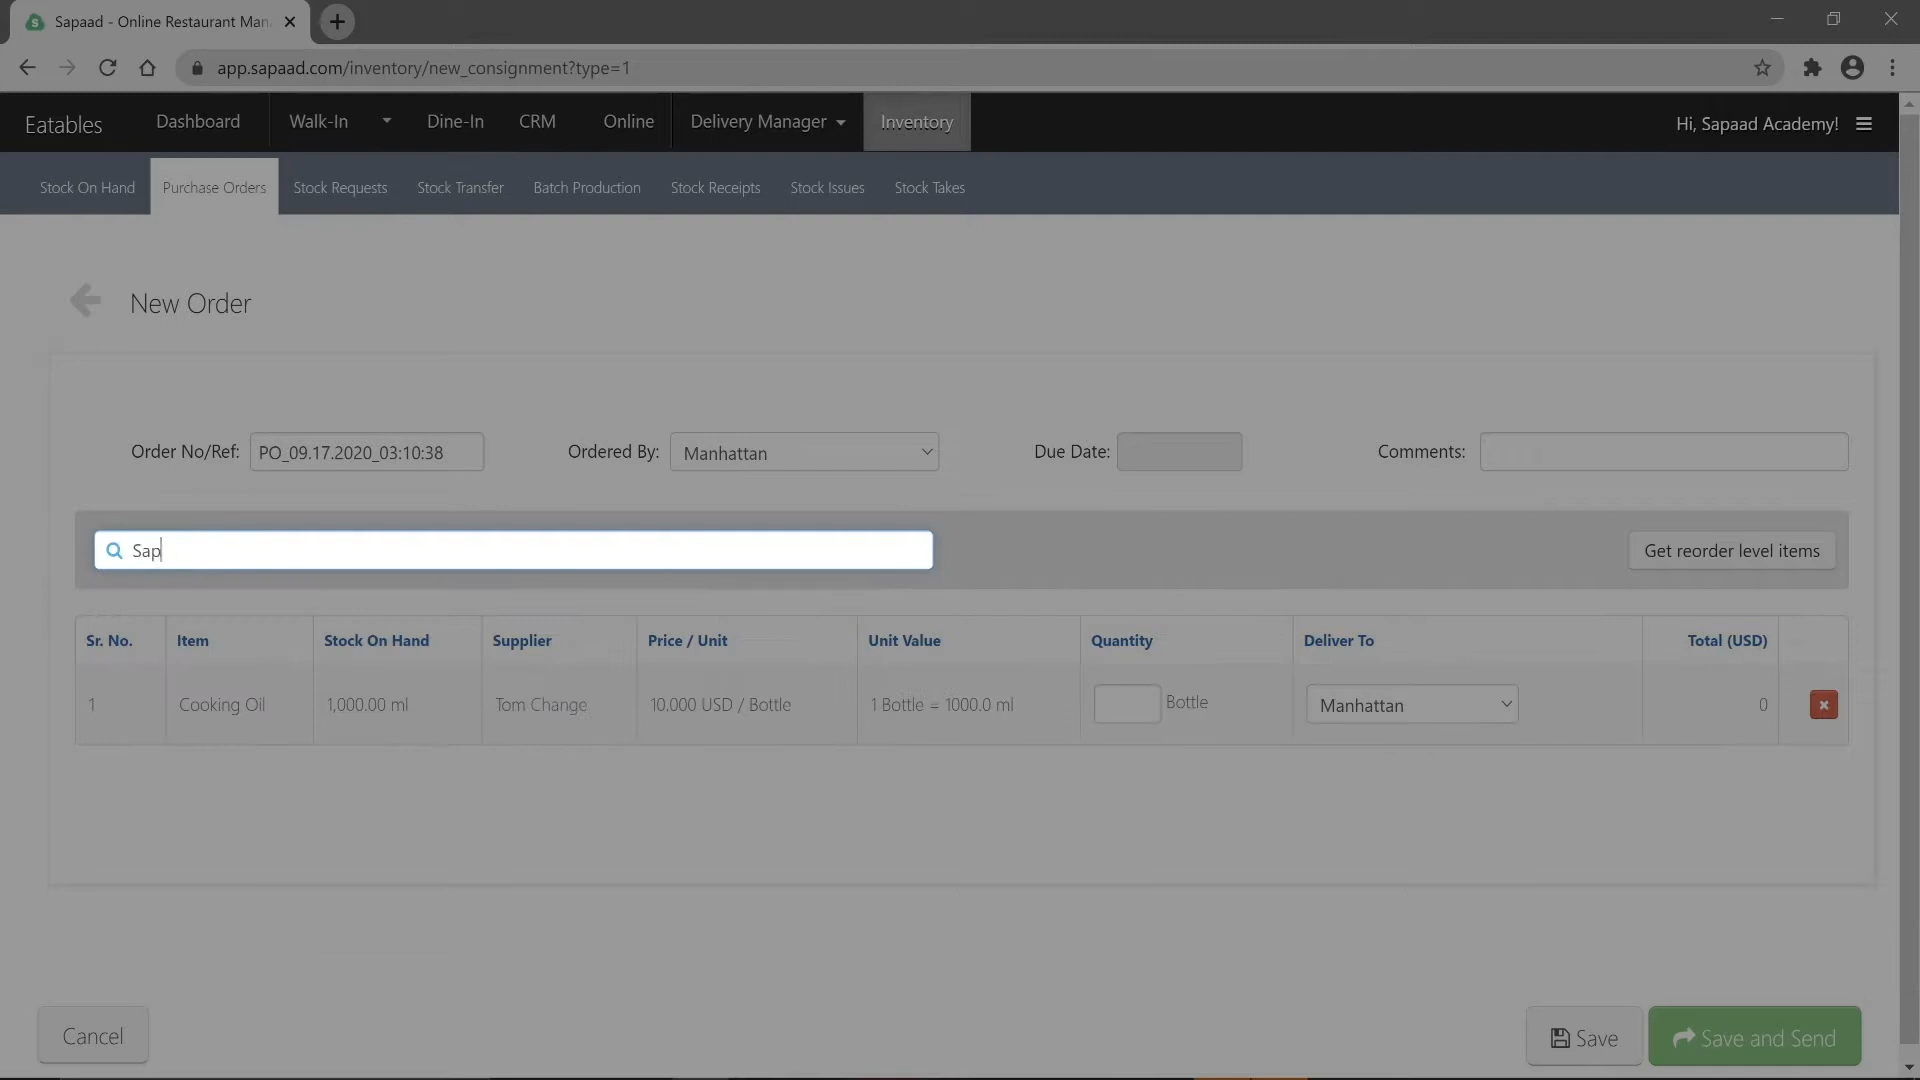 Sapaad - Online Restaurant Man
app.sapaad.com/inventory/new_consignment?type=1
Eatables
Dashboard
Walk-In
Dine-In
CRM
Online
Delivery Manager
Inventory
Hi, Sapaad Academy!
Stock On Hand
Purchase Orders
Stock Requests
Stock Transfer
Batch Production
Stock Receipts
Stock Issues
Stock Takes
New Order
Order No/Ref: PO_09.17.2020_03:10:38
Ordered By: Manhattan
Due Date:
Comments:
Sap
Get reorder level items
Sr. No. Item Stock On Hand Supplier Price / Unit Unit Value Quantity Deliver To Total (USD)
1 Cooking Oil 1,000.00 ml Tom Change 10.000 USD / Bottle 1 Bottle = 1000.0 ml Bottle Manhattan 0
Cancel
Save
Save and Send